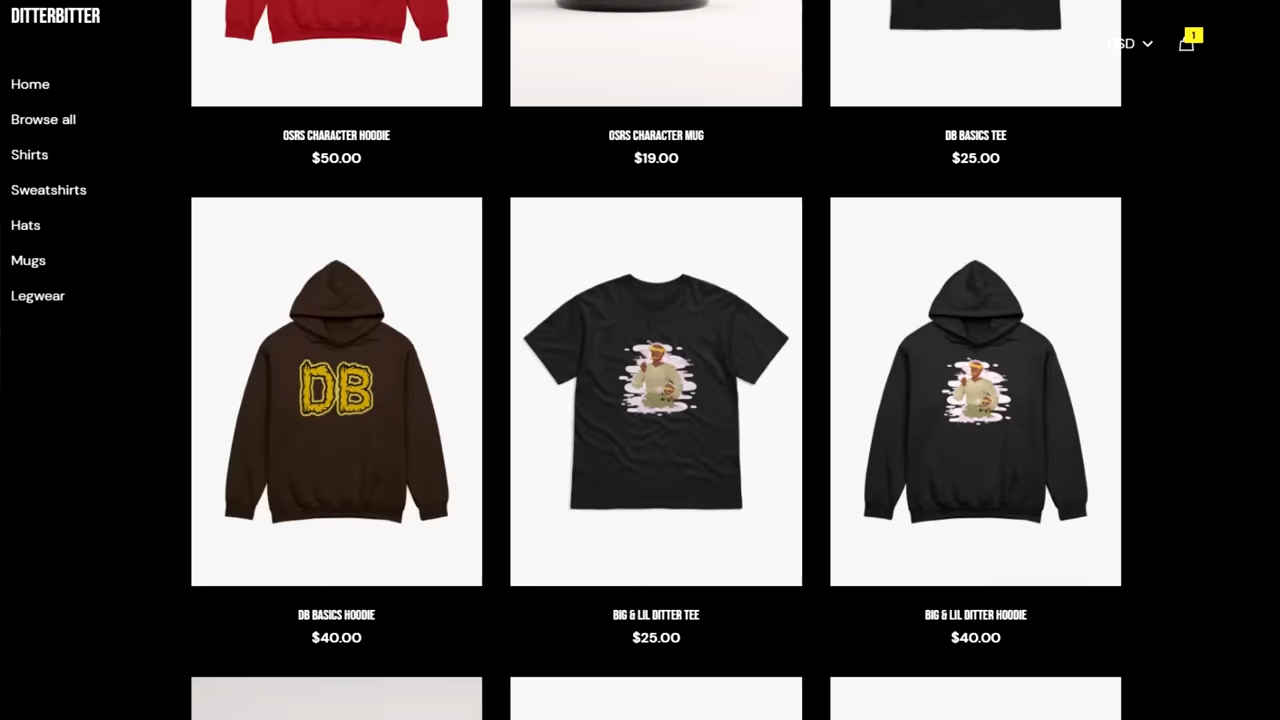 DITTERBITTER
USD
1
Home
Browse all
Shirts
Sweatshirts
Hats
Mugs
Legwear
OSRS CHARACTER HOODIE
$50.00
OSRS CHARACTER MUG
$19.00
DB BASICS TEE
$25.00
DB
DB BASICS HOODIE
$40.00
BIG & LIL DITTER TEE
$25.00
BIG & LIL DITTER HOODIE
$40.00